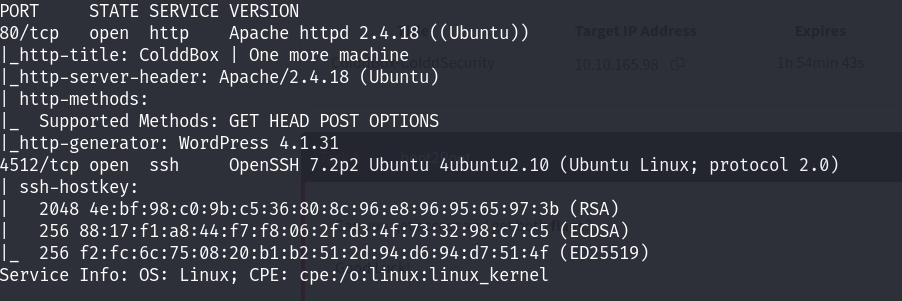 PORT     STATE SERVICE VERSION
80/tcp   open  http    Apache httpd 2.4.18 ((Ubuntu))
Target IP Address Expires
|_http-title: ColddBox | One more machine
ColddSecurity 10.10.165.98 1h 54min 43s
|_http-server-header: Apache/2.4.18 (Ubuntu)
| http-methods:
|_  Supported Methods: GET HEAD POST OPTIONS
|_http-generator: WordPress 4.1.31
4512/tcp open  ssh     OpenSSH 7.2p2 Ubuntu 4ubuntu2.10 (Ubuntu Linux; protocol 2.0)
| ssh-hostkey:
|   2048 4e:bf:98:c0:9b:c5:36:80:8c:96:e8:96:95:65:97:3b (RSA)
|   256 88:17:f1:a8:44:f7:f8:06:2f:d3:4f:73:32:98:c7:c5 (ECDSA)
|_  256 f2:fc:6c:75:08:20:b1:b2:51:2d:94:d6:94:d7:51:4f (ED25519)
Service Info: OS: Linux; CPE: cpe:/o:linux:linux_kernel